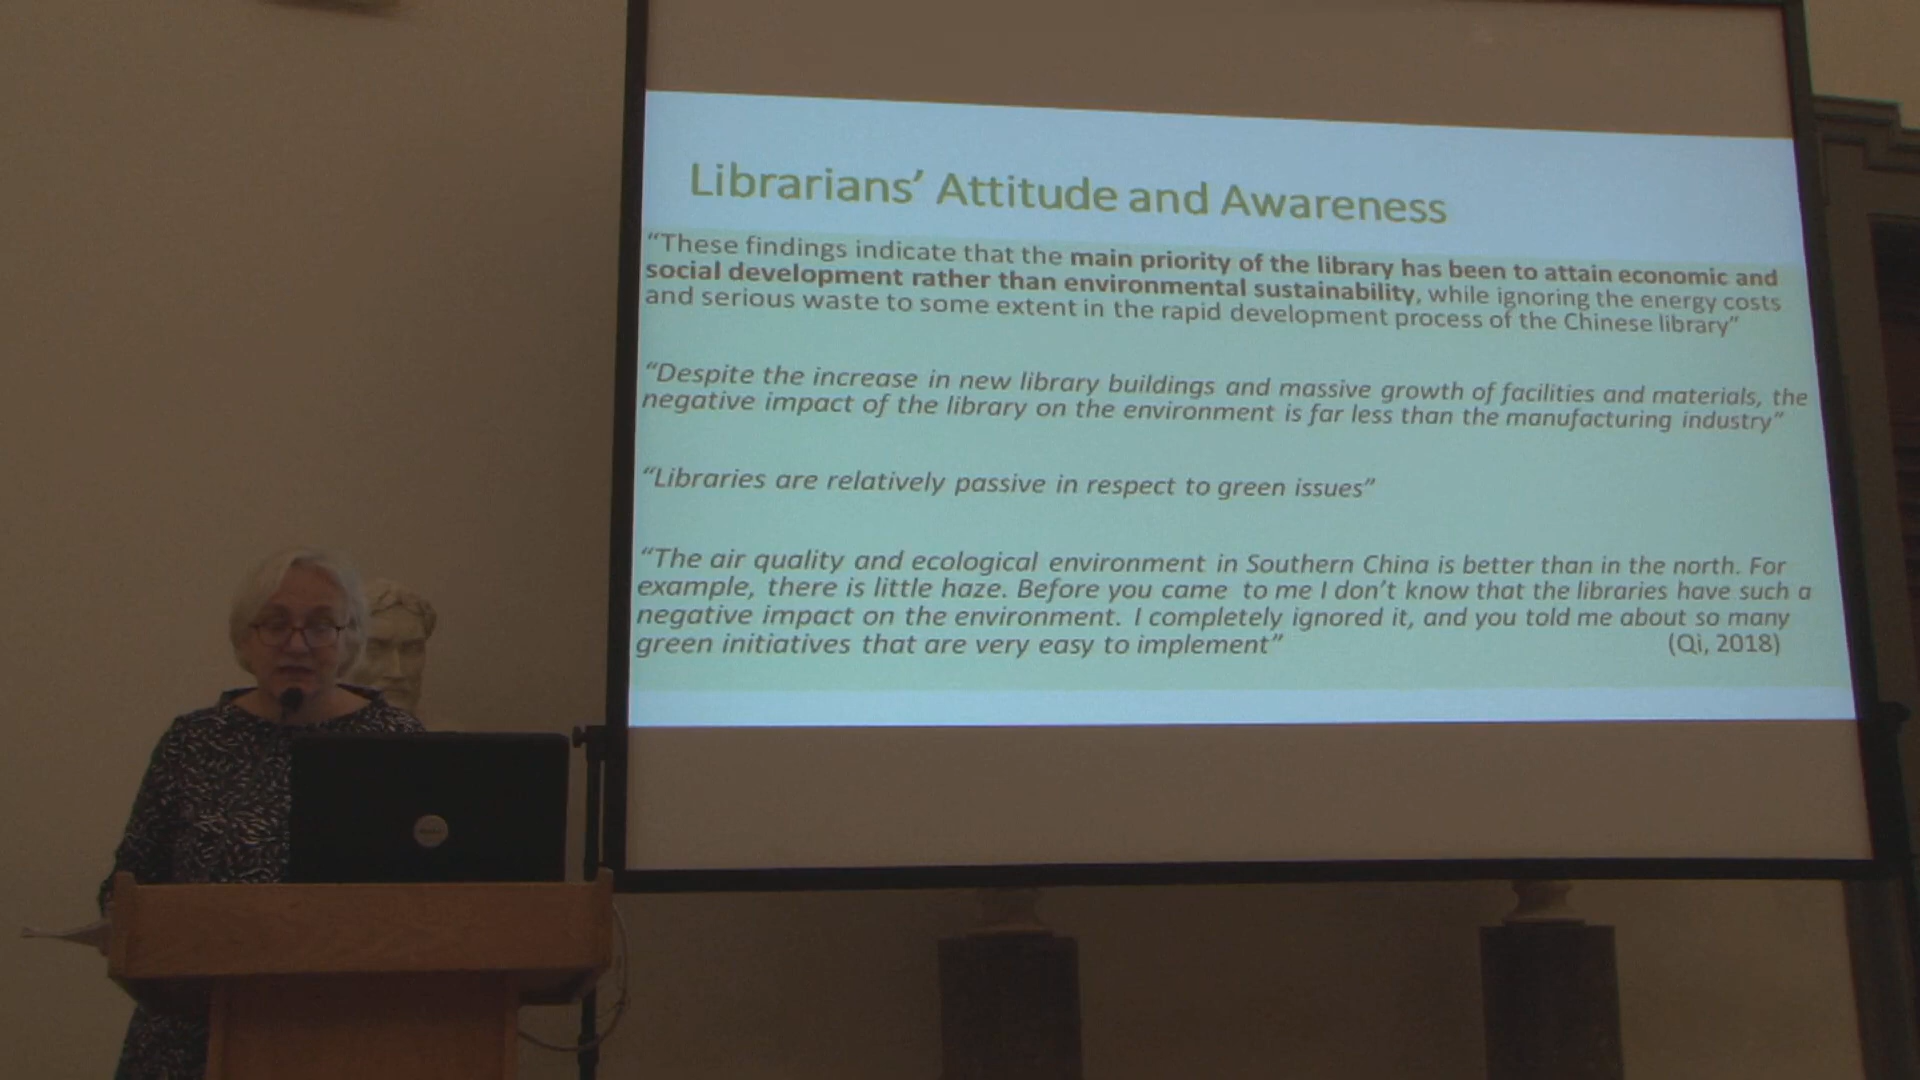 Librarians' Attitude and Awareness
“These findings indicate that the main priority of the library has been to attain economic and
social development rather than environmental sustainability, while ignoring the energy costs
and serious waste to some extent in the rapid development process of the Chinese library”
“Despite the increase in new library buildings and massive growth of facilities and materials, the
negative impact of the library on the environment is far less than the manufacturing industry”
“Libraries are relatively passive in respect to green issues”
“The air quality and ecological environment in Southern China is better than in the north. For
example, there is little haze. Before you came to me I don't know that the libraries have such a
negative impact on the environment. I completely ignored it, and you told me about so many
green initiatives that are very easy to implement” (Qi, 2018)